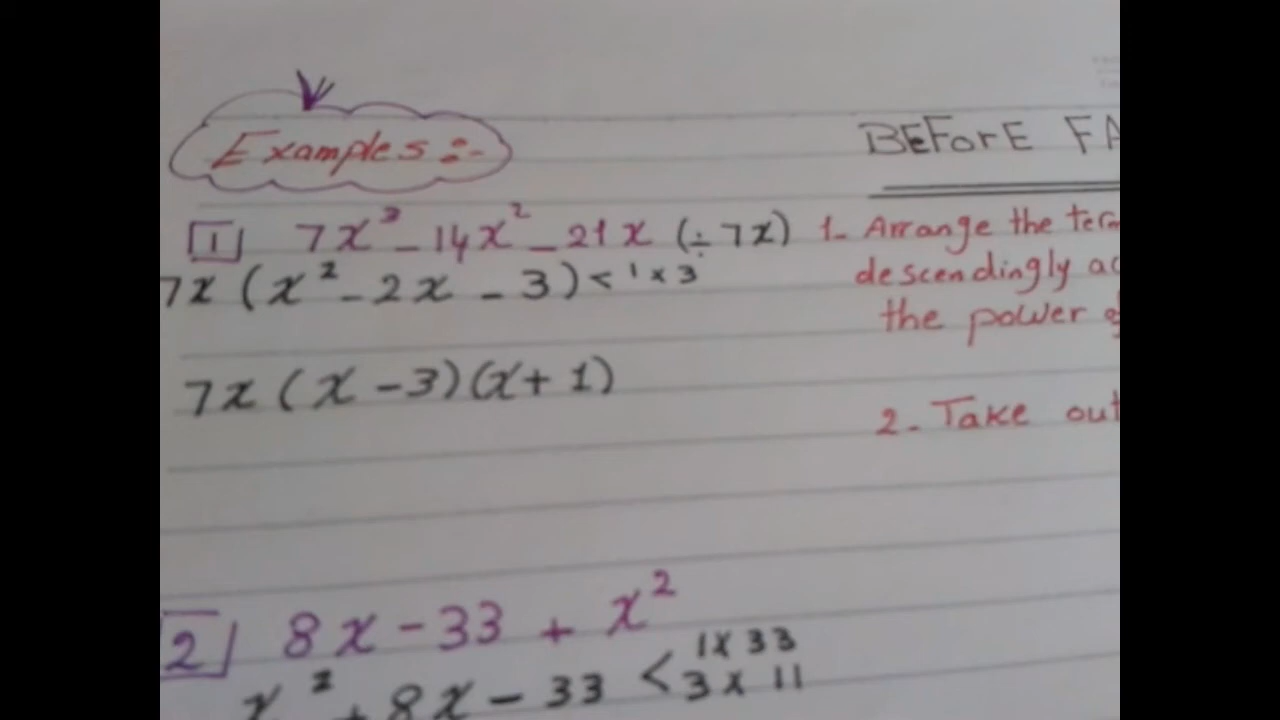 Examples :-
[1] 7x³ - 14x² - 21x (÷ 7x)
7x (x² - 2x - 3) < 1 x 3
7x (x - 3)(x + 1)
[2] 8x - 33 + x²
x² + 8x - 33 < 1 x 33
3 x 11
BEForE FA
1- Arrange the ter
descendingly ac
the power
2- Take out